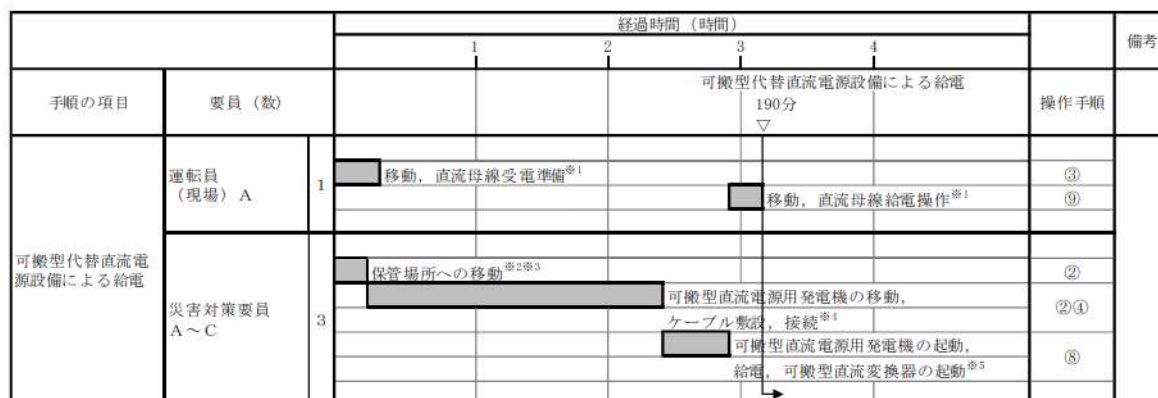 経過時間（時間）
備考
1 2 3 4
手順の項目
要員（数）
可搬型代替直流電源設備による給電
190分
▽
操作手順
可搬型代替直流電
源設備による給電
運転員
（現場）A
1
移動，直流母線受電準備※1
③
移動，直流母線給電操作※1
⑨
災害対策要員
A～C
3
保管場所への移動※2※3
②
可搬型直流電源用発電機の移動，
ケーブル敷設，接続※4
②④
可搬型直流電源用発電機の起動，
給電，可搬型直流変換器の起動※5
⑧